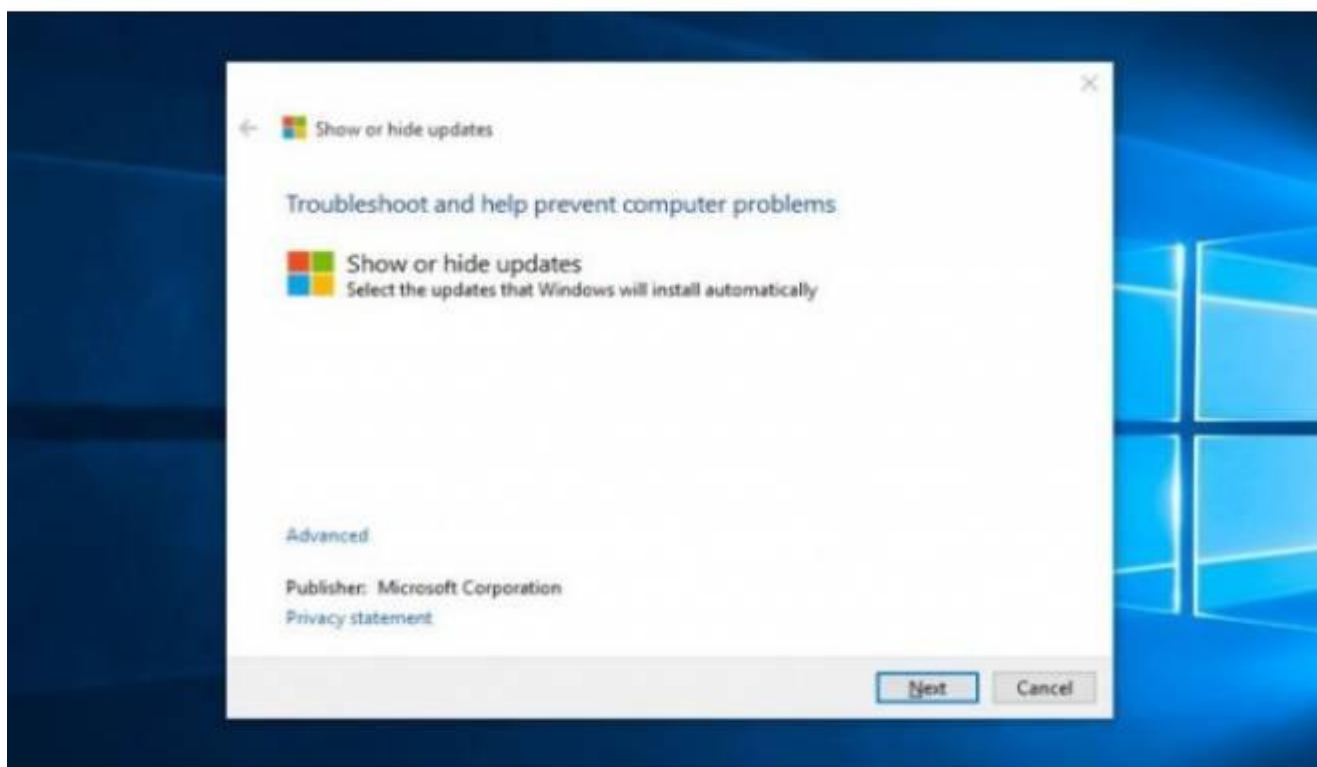 Show or hide updates
Troubleshoot and help prevent computer problems
Show or hide updates
Select the updates that Windows will install automatically
Advanced
Publisher: Microsoft Corporation
Privacy statement
Next
Cancel